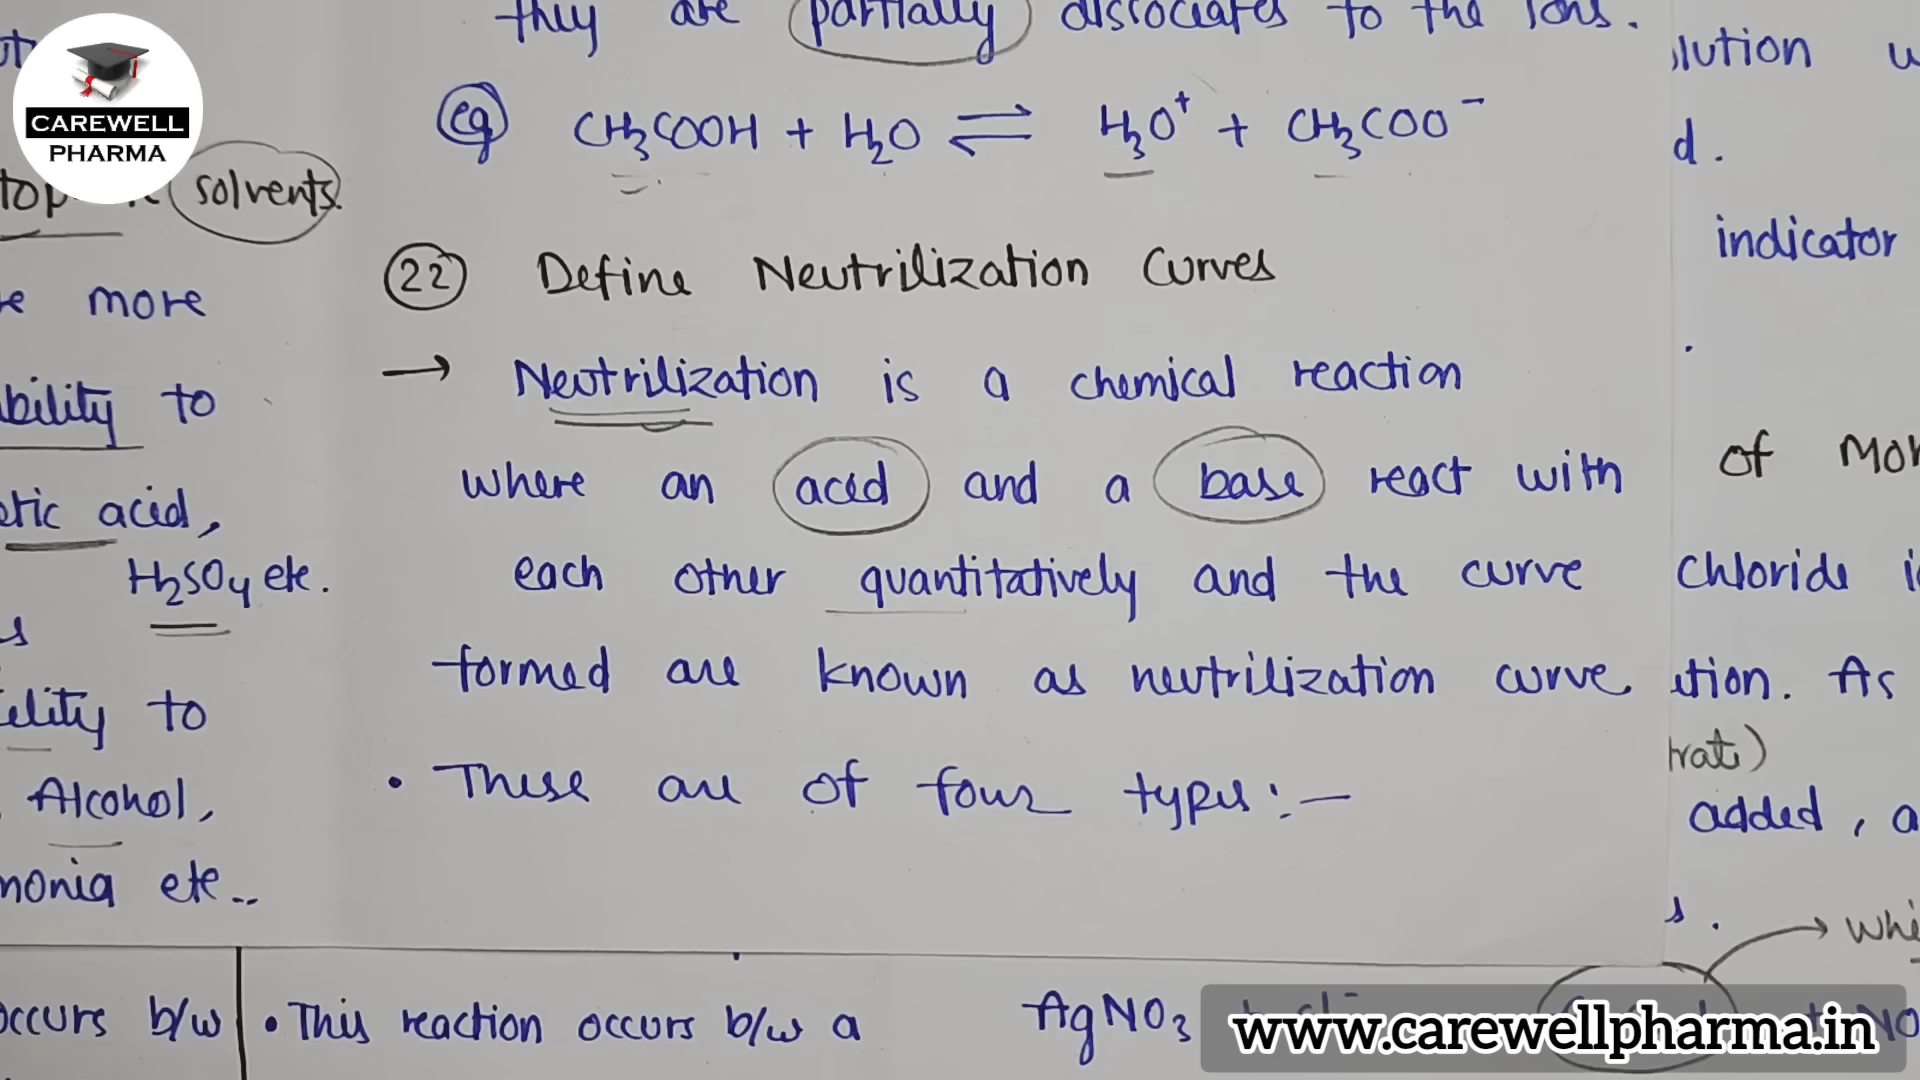 they are partially dissociates to the Ions.
eg CH3COOH + H2O ⇌ H3O+ + CH3COO-
22 Define Neutrilization Curves
→ Neutrilization is a chemical reaction
where an acid and a base react with
each other quantitatively and the curve
formed are known as neutrilization curve
• These are of four types:—
CAREWELL
PHARMA
solvents.
more
to
acid,
H2SO4 etc.
to
Alcohol,
etc..
occurs b/w
• This reaction occurs b/w a
d.
indicator
of
Chloride
As
added,
AgNO3
www.carewellpharma.in